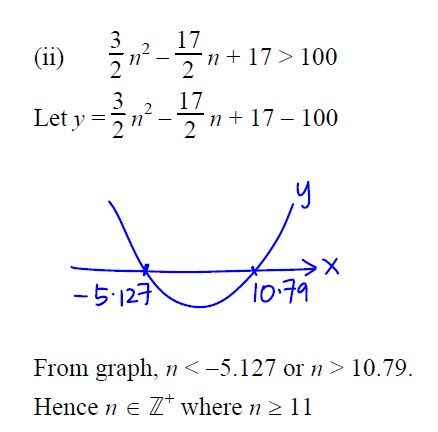 (ii) 3/2 n² − 17/2 n + 17 > 100
Let y = 3/2 n² − 17/2 n + 17 – 100
y
x
−5·127 10·79
From graph, n < –5.127 or n > 10.79.
Hence n ∈ ℤ⁺ where n ≥ 11